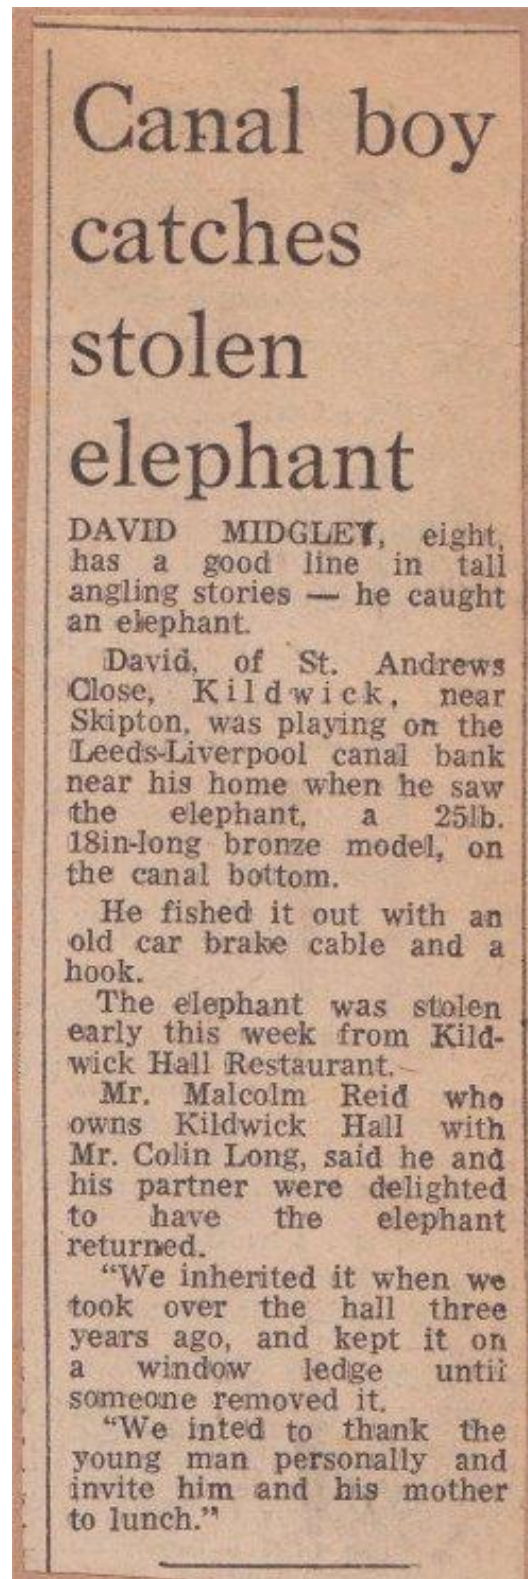 Canal boy
catches
stolen
elephant
DAVID MIDGLEY, eight,
has a good line in tall
angling stories — he caught
an elephant.
David, of St. Andrews
Close, Kildwick, near
Skipton, was playing on the
Leeds-Liverpool canal bank
near his home when he saw
the elephant, a 25lb.
18in-long bronze model, on
the canal bottom.
He fished it out with an
old car brake cable and a
hook.
The elephant was stolen
early this week from Kild-
wick Hall Restaurant.
Mr. Malcolm Reid who
owns Kildwick Hall with
Mr. Colin Long, said he and
his partner were delighted
to have the elephant
returned.
"We inherited it when we
took over the hall three
years ago, and kept it on
a window ledge until
someone removed it.
"We inted to thank the
young man personally and
invite him and his mother
to lunch."